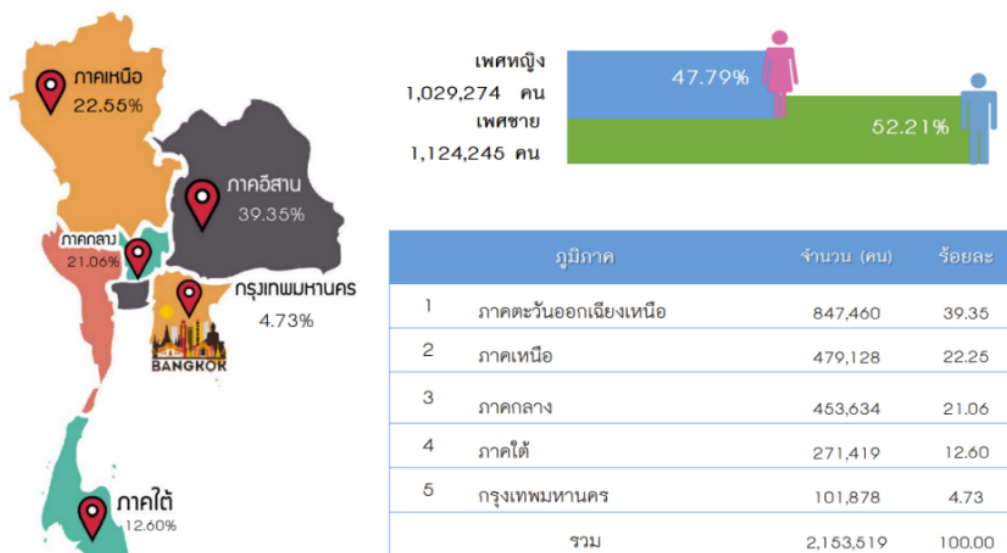 ภาคเหนือ
22.55%
ภาคอีสาน
39.35%
ภาคกลาง
21.06%
กรุงเทพมหานคร
4.73%
BANGKOK
ภาคใต้
12.60%
เพศหญิง
1,029,274 คน
47.79%
เพศชาย
1,124,245 คน
52.21%
ภูมิภาค จำนวน (คน) ร้อยละ
1 ภาคตะวันออกเฉียงเหนือ 847,460 39.35
2 ภาคเหนือ 479,128 22.25
3 ภาคกลาง 453,634 21.06
4 ภาคใต้ 271,419 12.60
5 กรุงเทพมหานคร 101,878 4.73
รวม 2,153,519 100.00